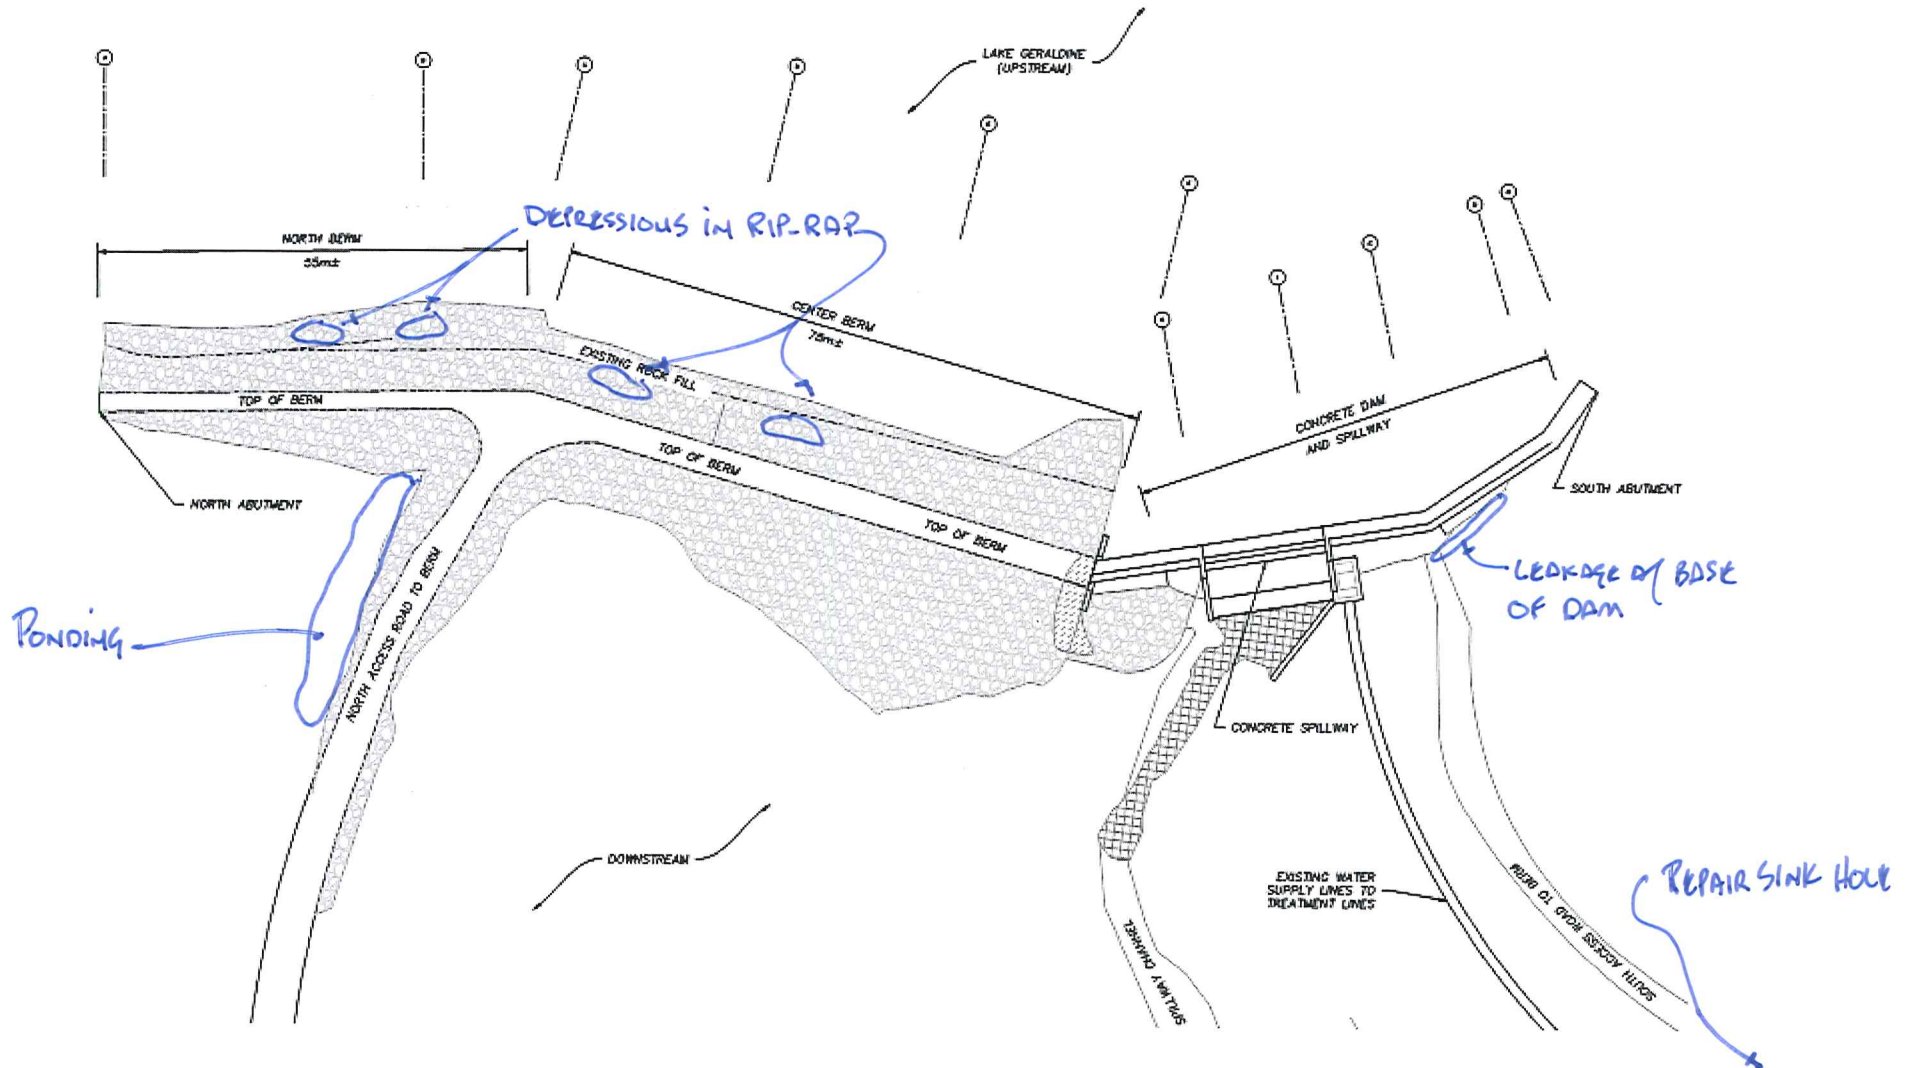 LAKE GERALDINE
(UPSTREAM)
DEPRESSIONS IN RIP-RAP
NORTH BERM
55m±
CENTER BERM
75m±
EXISTING ROCK FILL
TOP OF BERM
TOP OF BERM
TOP OF BERM
CONCRETE DAM
AND SPILLWAY
NORTH ABUTMENT
SOUTH ABUTMENT
LEAKAGE @ BASE
OF DAM
PONDING
NORTH ACCESS ROAD TO BERM
CONCRETE SPILLWAY
DOWNSTREAM
EXISTING WATER
SUPPLY LINES TO
TREATMENT LINES
REPAIR SINK HOLE
SOUTH ACCESS ROAD TO BERM
SPILLWAY CHANNEL